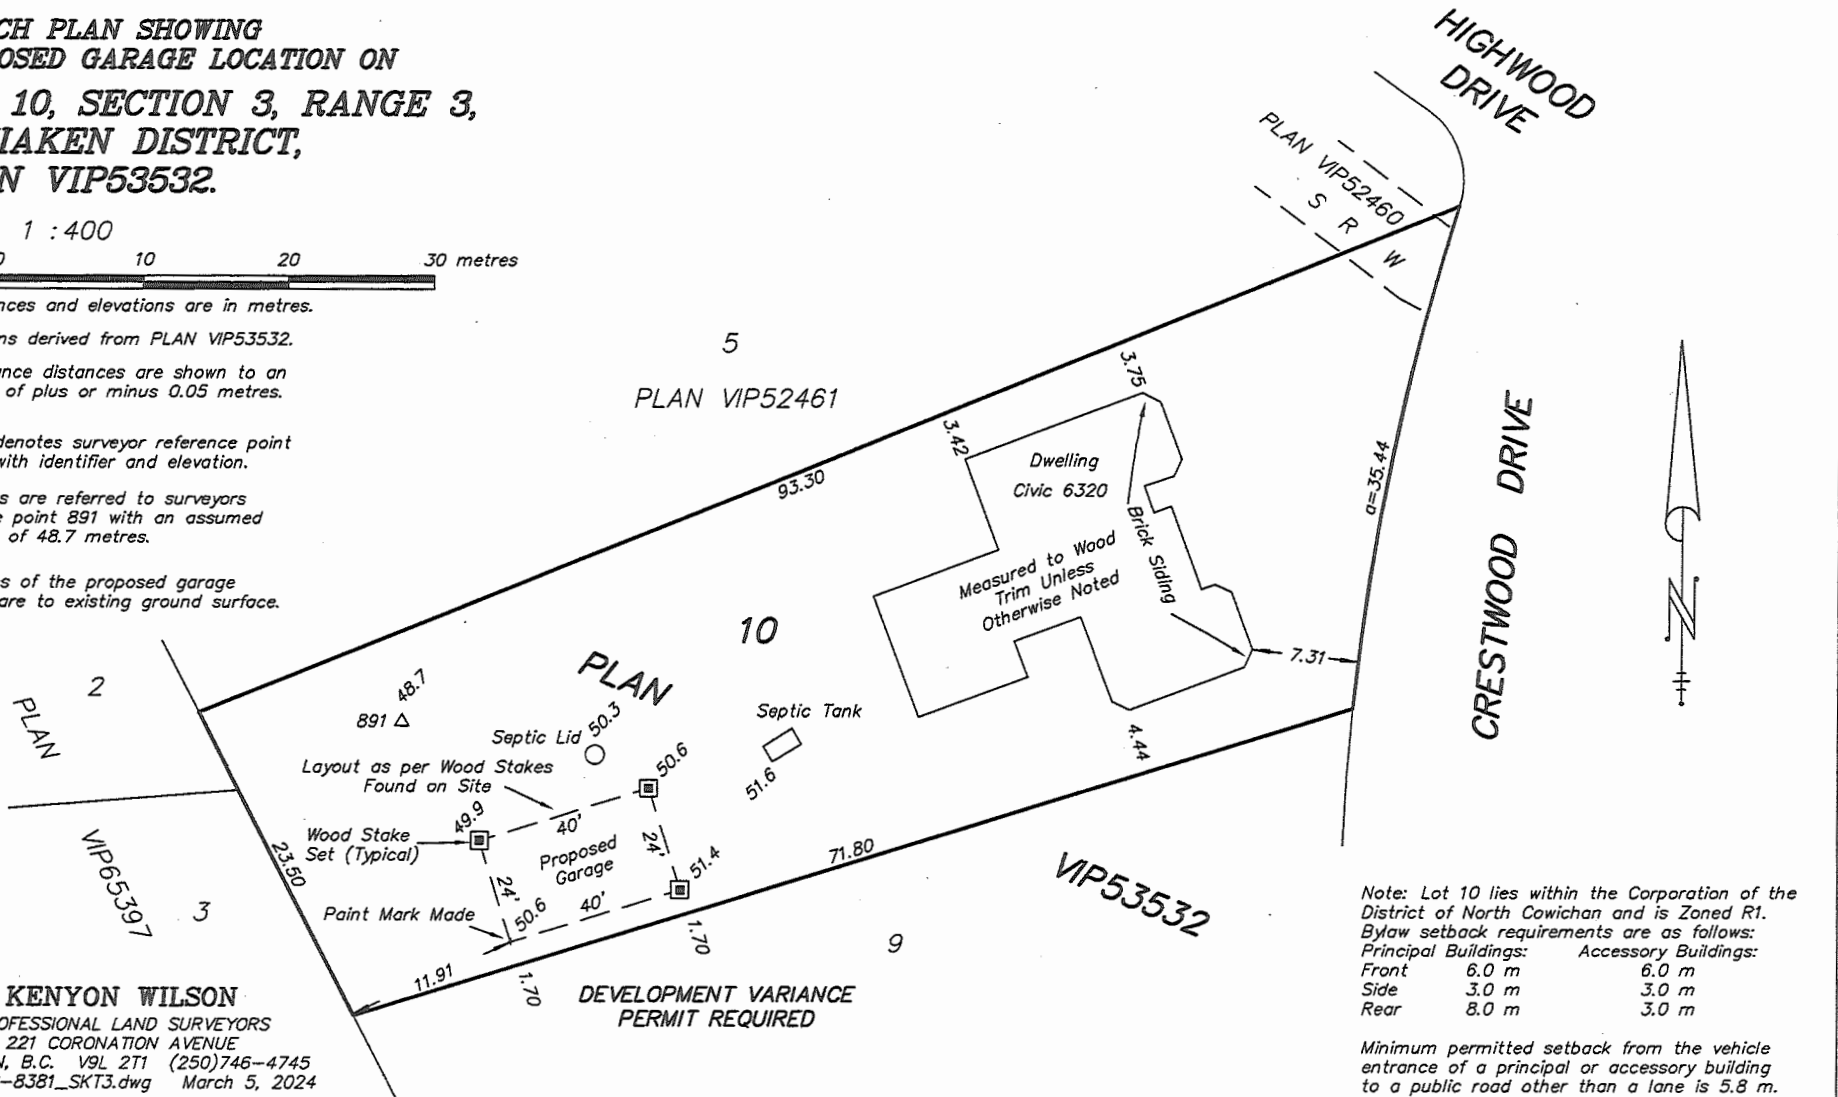 CH PLAN SHOWING
OSED GARAGE LOCATION ON
10, SECTION 3, RANGE 3,
IAKEN DISTRICT,
N VIP53532.
1 : 400
0 10 20 30 metres
nces and elevations are in metres.
ns derived from PLAN VIP53532.
nce distances are shown to an
of plus or minus 0.05 metres.
denotes surveyor reference point
with identifier and elevation.
s are referred to surveyors
e point 891 with an assumed
of 48.7 metres.
s of the proposed garage
are to existing ground surface.
HIGHWOOD
DRIVE
PLAN VIP52460
S R W
5
PLAN VIP52461
3.75
3.42
93.30
Dwelling
Civic 6320
Brick Siding
Measured to Wood
Trim Unless
Otherwise Noted
a=35.44
CRESTWOOD DRIVE
N
7.31
10
PLAN
VIP53532
2
PLAN
VIP65397
3
48.7
891
Septic Lid
50.3
Septic Tank
51.6
4.44
Layout as per Wood Stakes
Found on Site
50.6
49.9
40'
Wood Stake
Set (Typical)
Proposed
Garage
24'
24'
51.4
71.80
23.50
Paint Mark Made
50.6
40'
1.70
11.91
1.70
9
DEVELOPMENT VARIANCE
PERMIT REQUIRED
KENYON WILSON
OFESSIONAL LAND SURVEYORS
221 CORONATION AVENUE
N, B.C. V9L 2T1 (250)746-4745
-8381_SKT3.dwg March 5, 2024
Note: Lot 10 lies within the Corporation of the
District of North Cowichan and is Zoned R1.
Bylaw setback requirements are as follows:
Principal Buildings: Accessory Buildings:
Front 6.0 m 6.0 m
Side 3.0 m 3.0 m
Rear 8.0 m 3.0 m
Minimum permitted setback from the vehicle
entrance of a principal or accessory building
to a public road other than a lane is 5.8 m.